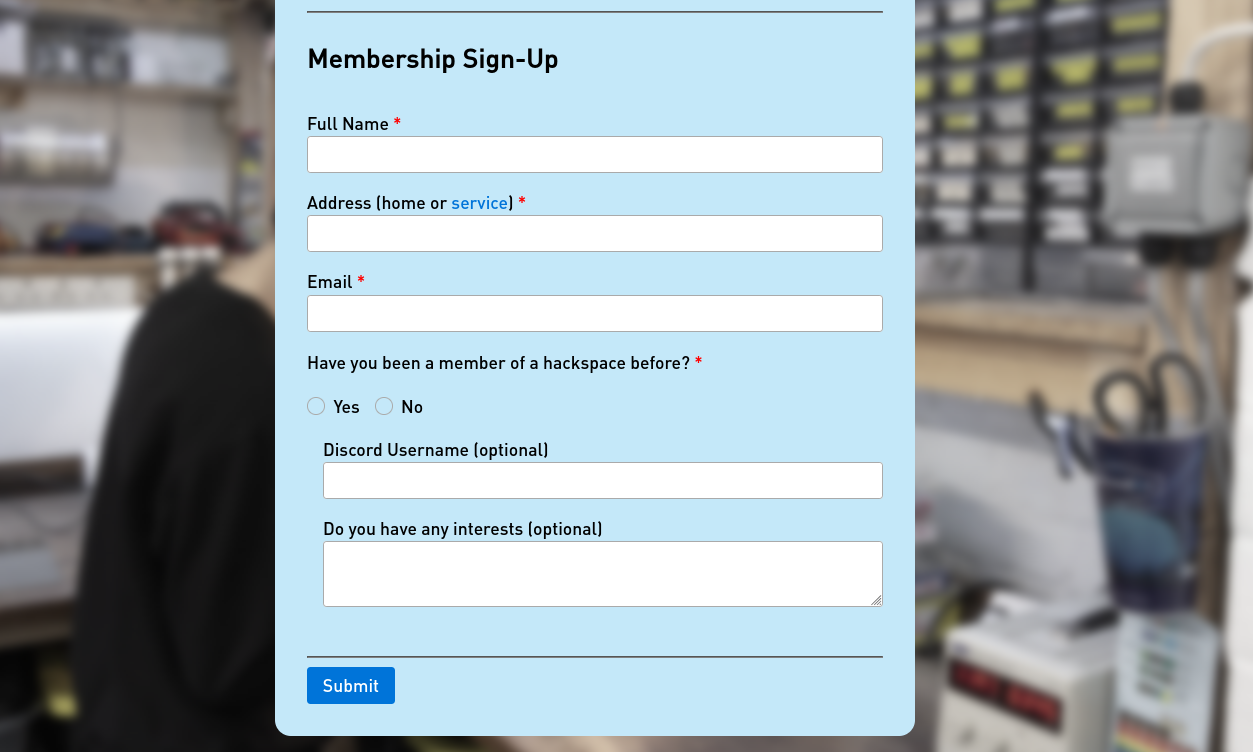 Membership Sign-Up
Full Name *
Address (home or service) *
Email *
Have you been a member of a hackspace before? *
Yes No
Discord Username (optional)
Do you have any interests (optional)
Submit